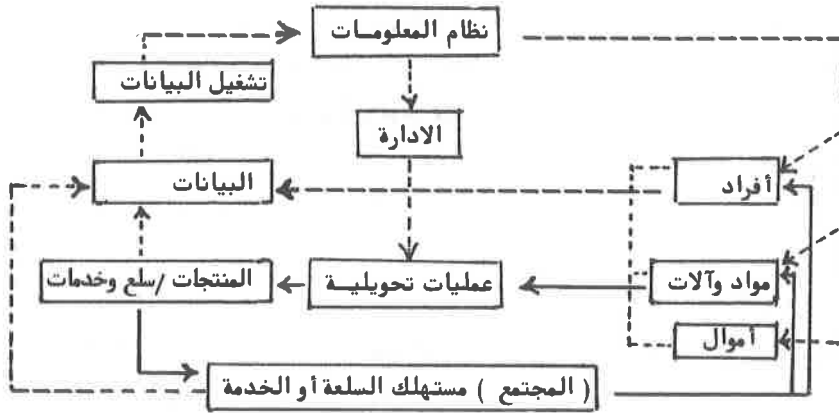 نظام المعلومات
تشغيل البيانات
الادارة
البيانات
أفراد
المنتجات /سلع وخدمات
عمليات تحويلية
مواد وآلات
أموال
( المجتمع ) مستهلك السلعة أو الخدمة